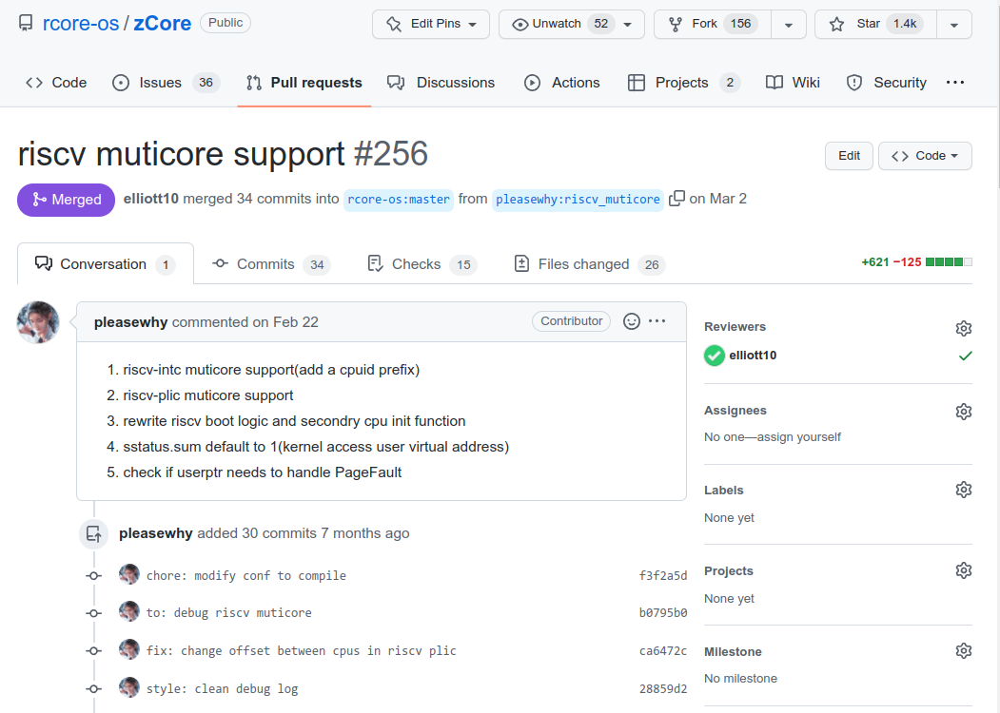 rcore-os / zCore Public Edit Pins Unwatch 52 Fork 156 Star 1.4k
Code Issues 36 Pull requests Discussions Actions Projects 2 Wiki Security
riscv muticore support #256 Edit Code
Merged elliott10 merged 34 commits into rcore-os:master from pleasewhy:riscv_muticore on Mar 2
Conversation 1 Commits 34 Checks 15 Files changed 26 +621 −125
pleasewhy commented on Feb 22 Contributor
1. riscv-intc muticore support(add a cpuid prefix)
2. riscv-plic muticore support
3. rewrite riscv boot logic and secondry cpu init function
4. sstatus.sum default to 1(kernel access user virtual address)
5. check if userptr needs to handle PageFault
pleasewhy added 30 commits 7 months ago
chore: modify conf to compile f3f2a5d
to: debug riscv muticore b0795b0
fix: change offset between cpus in riscv plic ca6472c
style: clean debug log 28859d2
Reviewers
elliott10
Assignees
No one—assign yourself
Labels
None yet
Projects
None yet
Milestone
No milestone